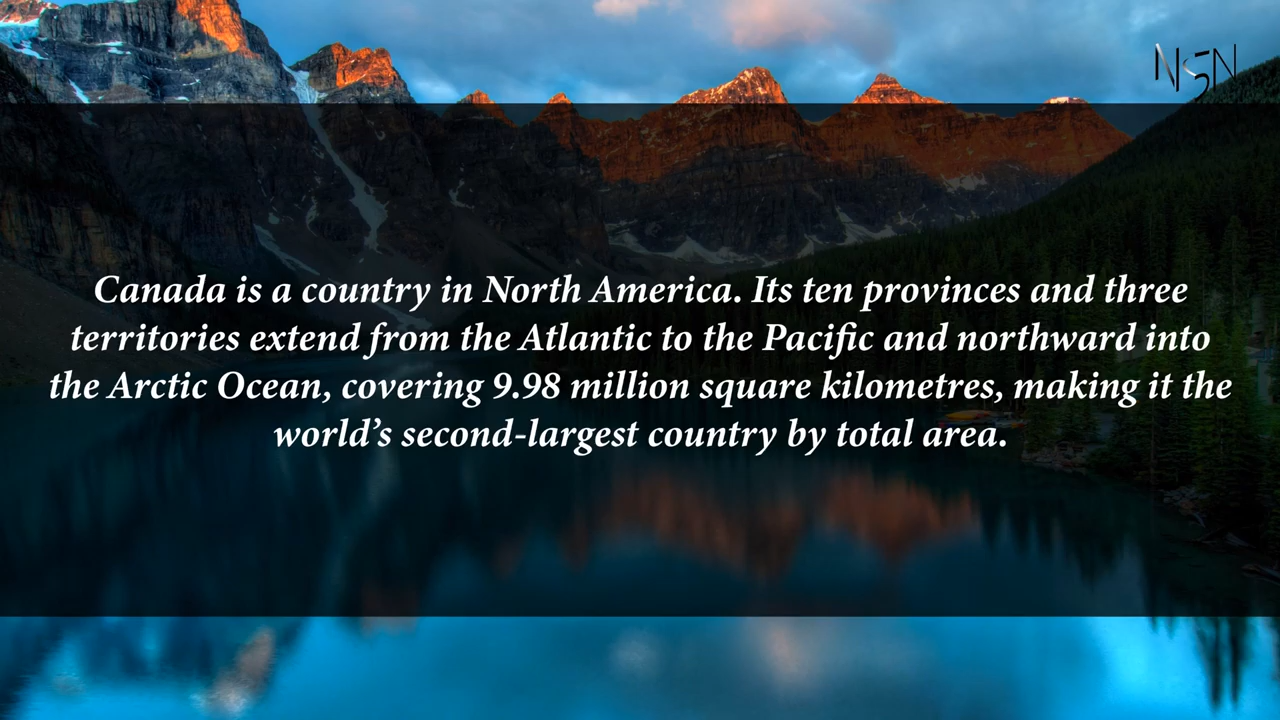 NSN
Canada is a country in North America. Its ten provinces and three
territories extend from the Atlantic to the Pacific and northward into
the Arctic Ocean, covering 9.98 million square kilometres, making it the
world’s second-largest country by total area.